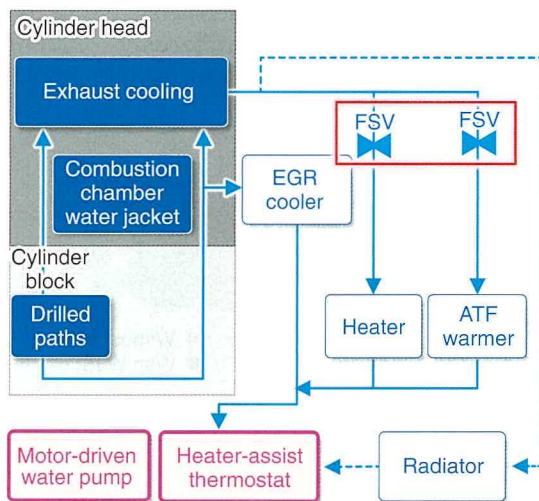 Cylinder head
Exhaust cooling
FSV
FSV
Combustion
chamber
water jacket
EGR
cooler
Cylinder
block
Drilled
paths
Heater
ATF
warmer
Motor-driven
water pump
Heater-assist
thermostat
Radiator